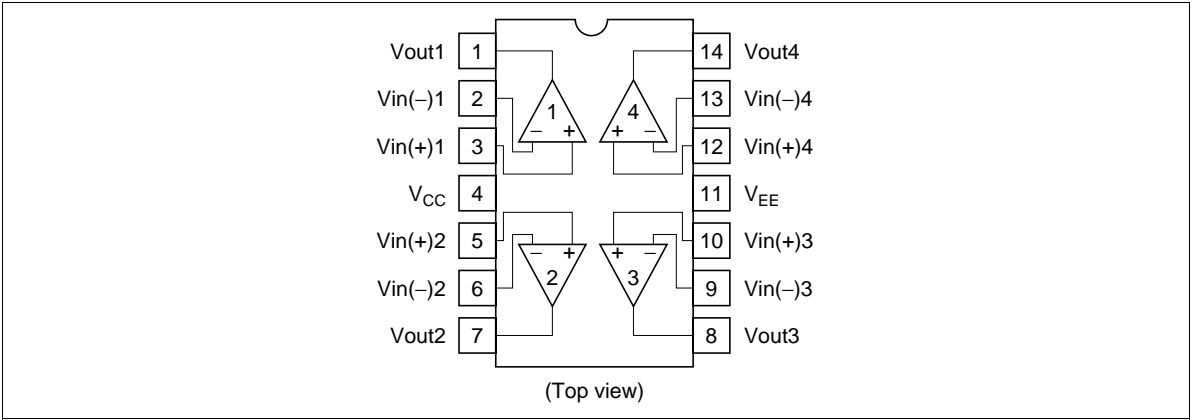 Vout1 1 14 Vout4
Vin(−)1 2 1 4 13 Vin(−)4
− + + −
Vin(+)1 3 12 Vin(+)4
VCC 4 11 VEE
Vin(+)2 5 10 Vin(+)3
− + + −
Vin(−)2 6 2 3 9 Vin(−)3
Vout2 7 8 Vout3
(Top view)